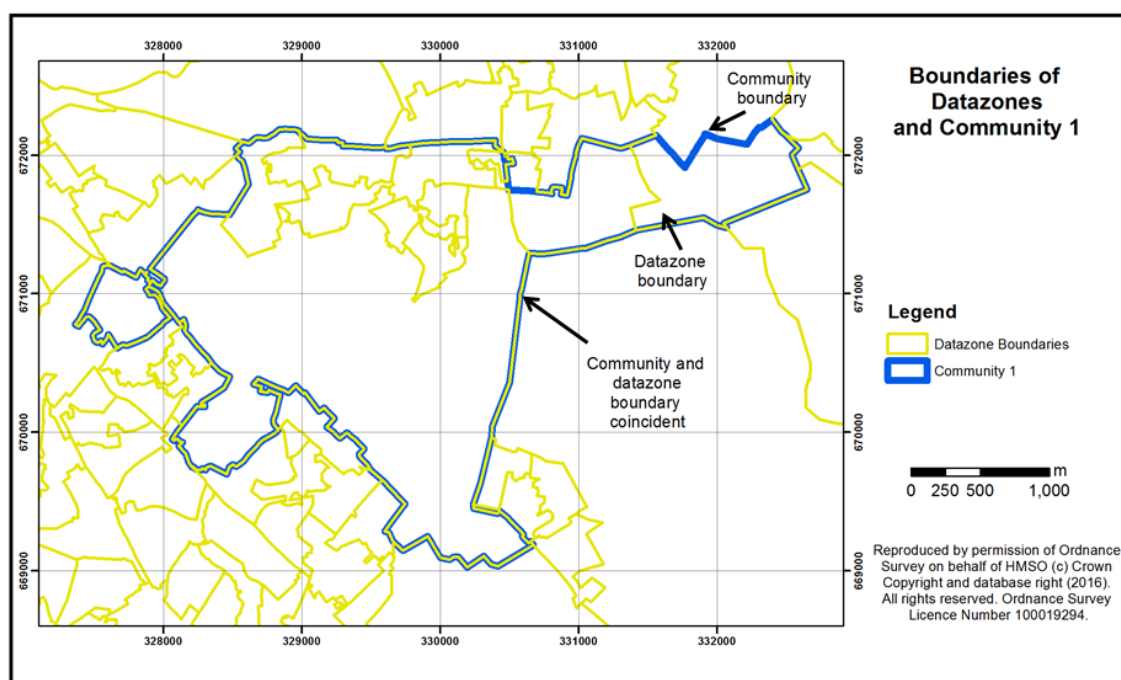 328000 329000 330000 331000 332000
Boundaries of
Datazones
and Community 1
Community
boundary
672000 672000
Datazone
boundary
671000 671000
Legend
Datazone Boundaries
Community 1
Community and
datazone
boundary
coincident
670000 670000
m
0 250 500 1,000
669000 669000
Reproduced by permission of Ordnance
Survey on behalf of HMSO (c) Crown
Copyright and database right (2016).
All rights reserved. Ordnance Survey
Licence Number 100019294.
328000 329000 330000 331000 332000